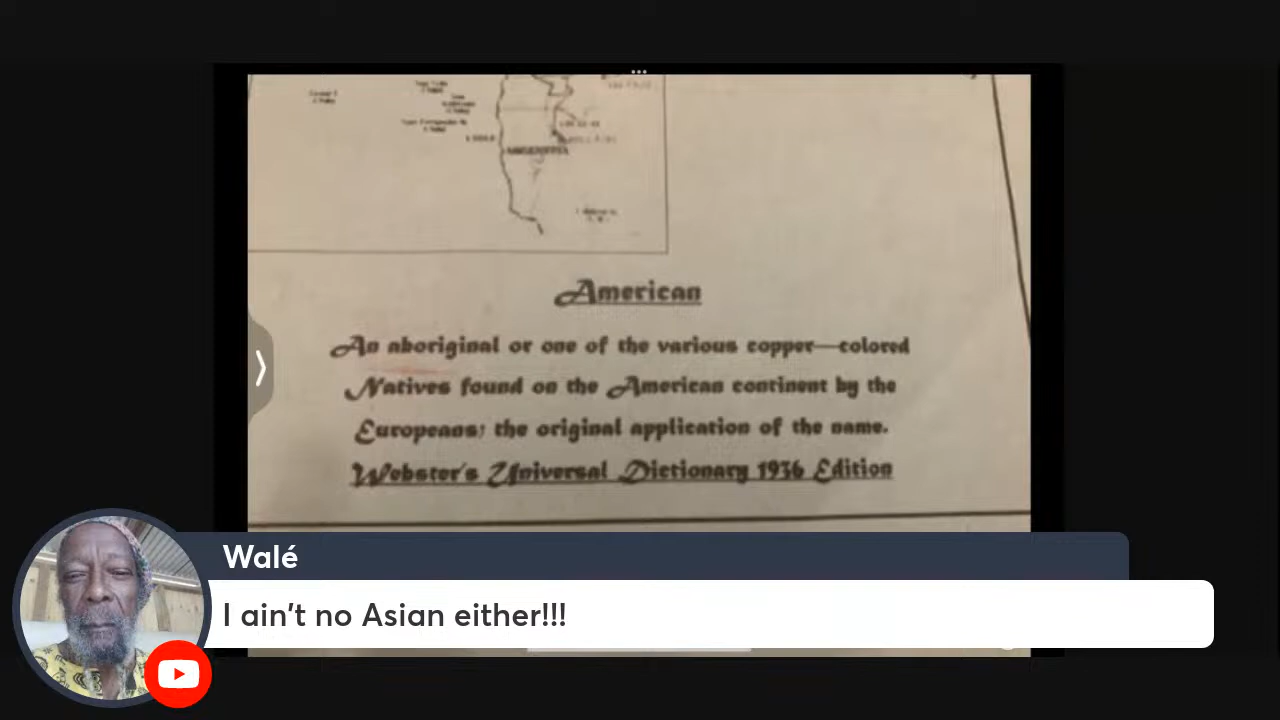 ARGENTINA
American
An aboriginal or one of the various copper—colored
Natives found on the American continent by the
Europeans; the original application of the name.
Webster's Universal Dictionary 1936 Edition
Walé
I ain't no Asian either!!!